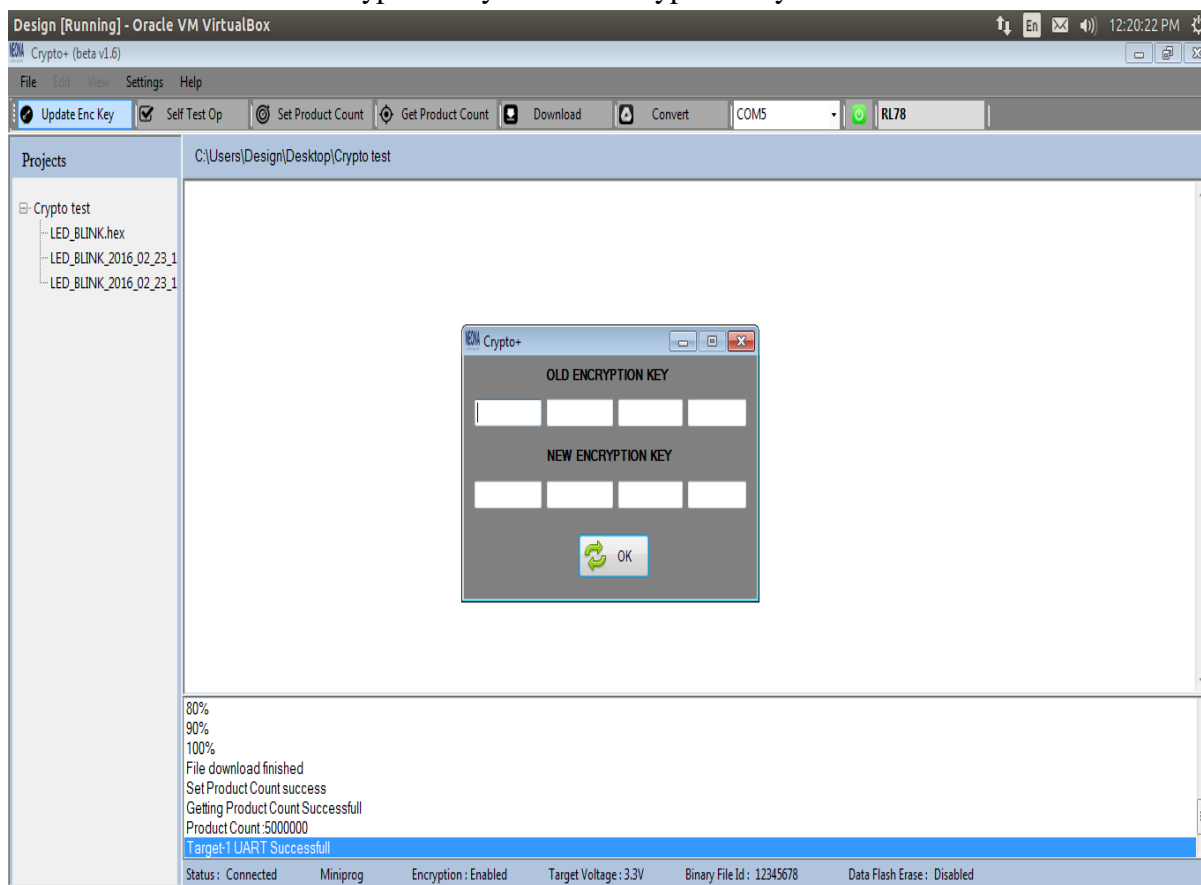 Design [Running] - Oracle VM VirtualBox
En
12:20:22 PM
NEONA Crypto+ (beta v1.6)
File Edit View Settings Help
Update Enc Key Self Test Op Set Product Count Get Product Count Download Convert COM5 RL78
Projects
C:\Users\Design\Desktop\Crypto test
Crypto test
LED_BLINK.hex
LED_BLINK_2016_02_23_1
LED_BLINK_2016_02_23_1
Crypto+
OLD ENCRYPTION KEY
NEW ENCRYPTION KEY
OK
80%
90%
100%
File download finished
Set Product Count success
Getting Product Count Successfull
Product Count :5000000
Target-1 UART Successfull
Status : Connected Miniprog Encryption : Enabled Target Voltage : 3.3V Binary File Id : 12345678 Data Flash Erase : Disabled